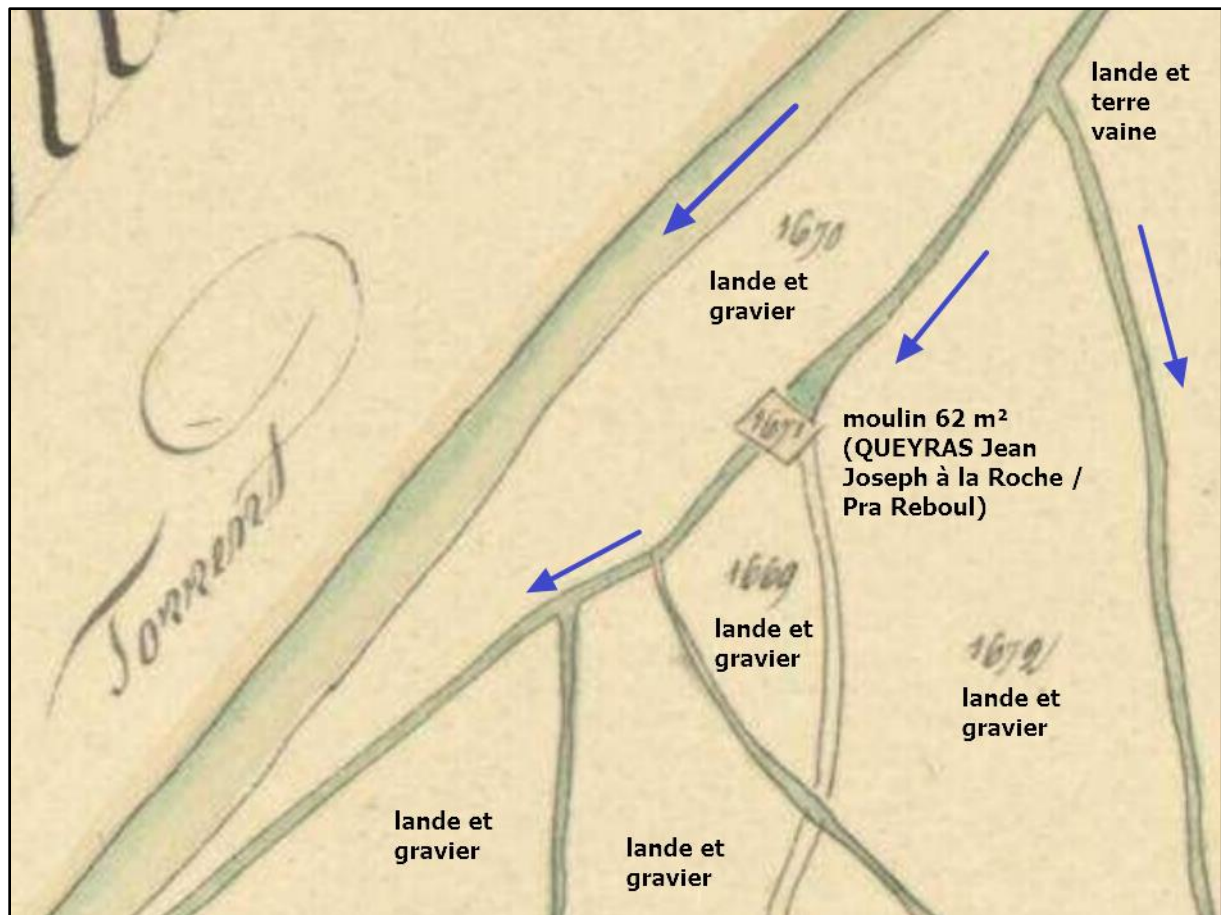 lande et
terre
vaine
1670
lande et
gravier
1671
moulin 62 m²
(QUEYRAS Jean
Joseph à la Roche /
Pra Reboul)
Torrent
1669
lande et
gravier
1672
lande et
gravier
lande et
gravier
lande et
gravier